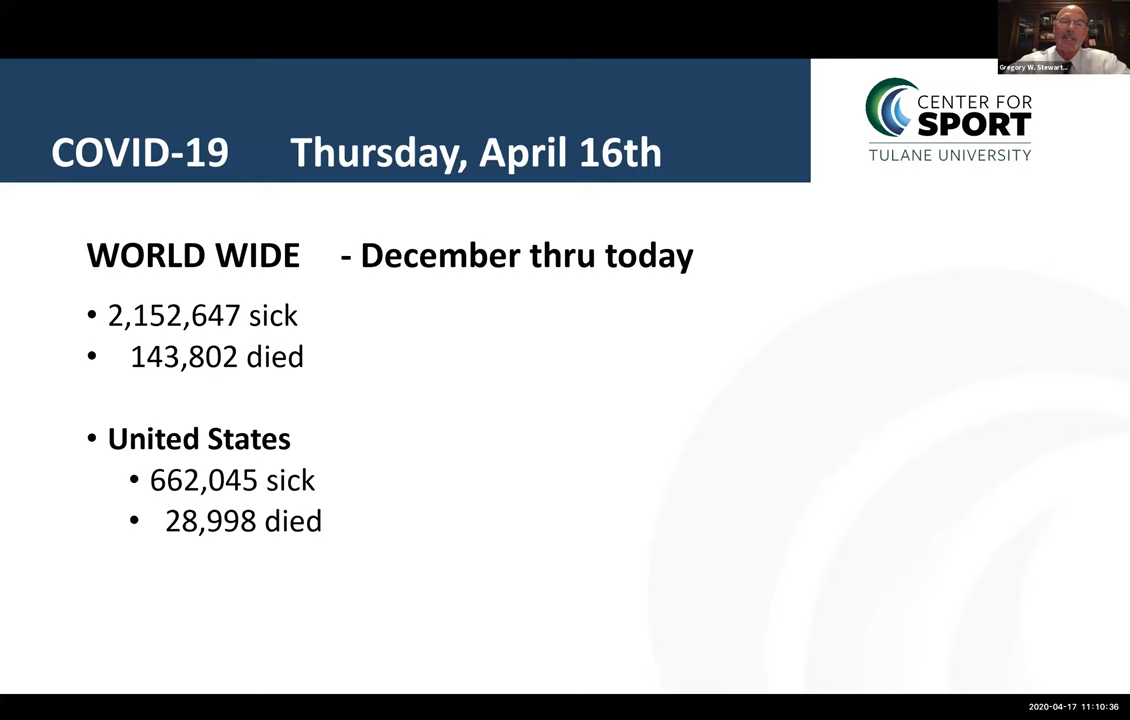 Gregory W. Stewart...
CENTER FOR
SPORT
TULANE UNIVERSITY
COVID-19 Thursday, April 16th
WORLD WIDE - December thru today
• 2,152,647 sick
• 143,802 died
• United States
• 662,045 sick
• 28,998 died
2020-04-17 11:10:36